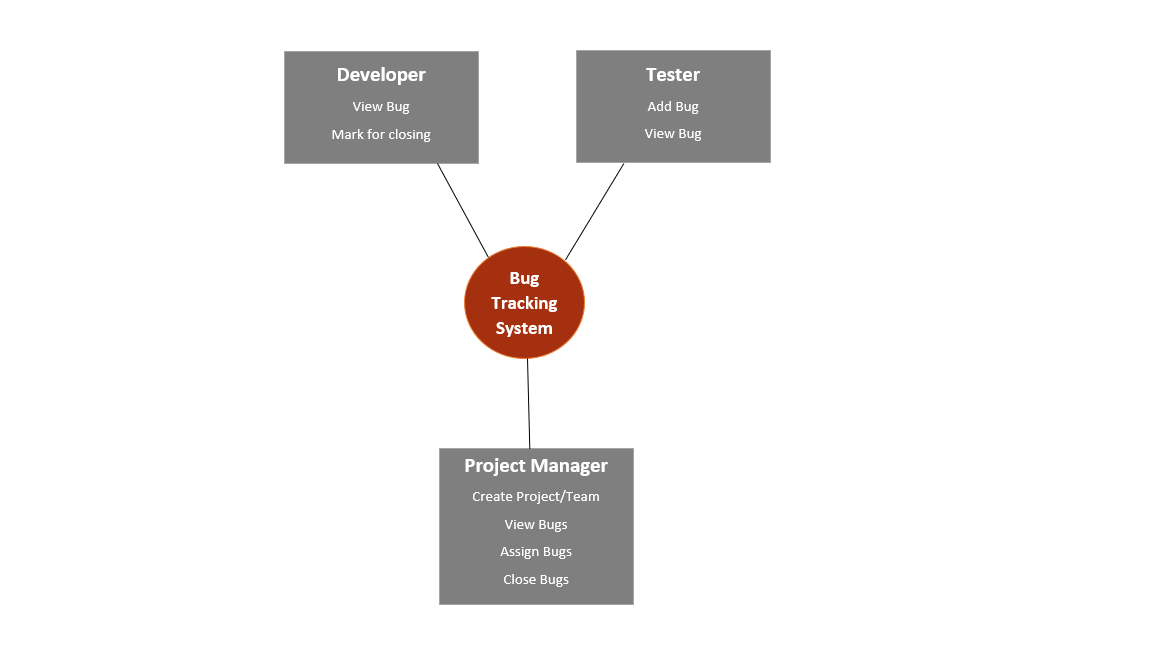 Developer
View Bug
Mark for closing
Tester
Add Bug
View Bug
Bug
Tracking
System
Project Manager
Create Project/Team
View Bugs
Assign Bugs
Close Bugs